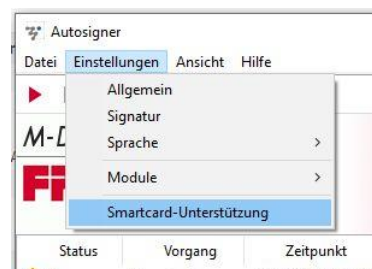 Autosigner
Datei Einstellungen Ansicht Hilfe
Allgemein
Signatur
Sprache
Module
Smartcard-Unterstützung
Status Vorgang Zeitpunkt